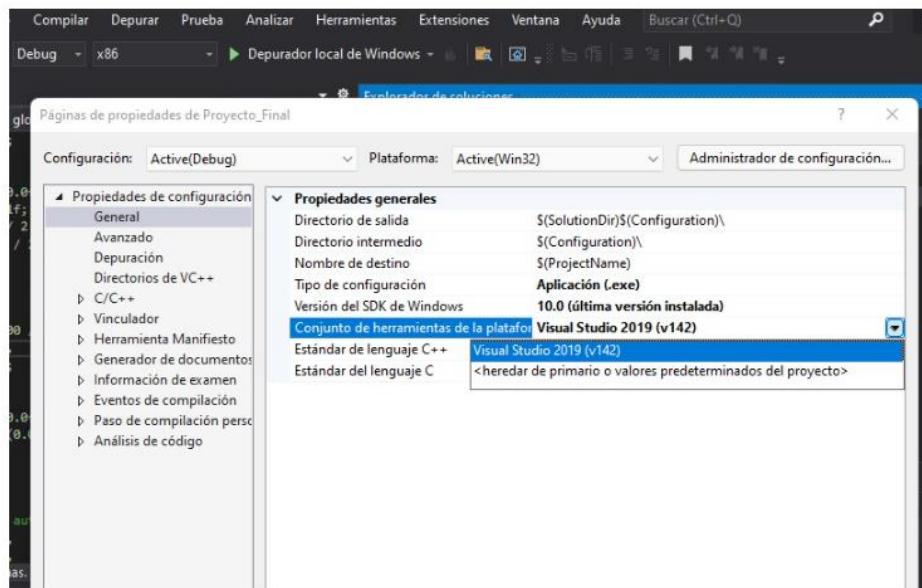 Compilar Depurar Prueba Analizar Herramientas Extensiones Ventana Ayuda Buscar (Ctrl+Q)
Debug x86 Depurador local de Windows
Explorador de soluciones
Páginas de propiedades de Proyecto_Final ? ×
Configuración: Active(Debug) Plataforma: Active(Win32) Administrador de configuración...
Propiedades de configuración
General
Avanzado
Depuración
Directorios de VC++
C/C++
Vinculador
Herramienta Manifiesto
Generador de documentos
Información de examen
Eventos de compilación
Paso de compilación perso
Análisis de código
Propiedades generales
Directorio de salida $(SolutionDir)$(Configuration)\
Directorio intermedio $(Configuration)\
Nombre de destino $(ProjectName)
Tipo de configuración Aplicación (.exe)
Versión del SDK de Windows 10.0 (última versión instalada)
Conjunto de herramientas de la platafor Visual Studio 2019 (v142)
Estándar de lenguaje C++ Visual Studio 2019 (v142)
Estándar del lenguaje C <heredar de primario o valores predeterminados del proyecto>